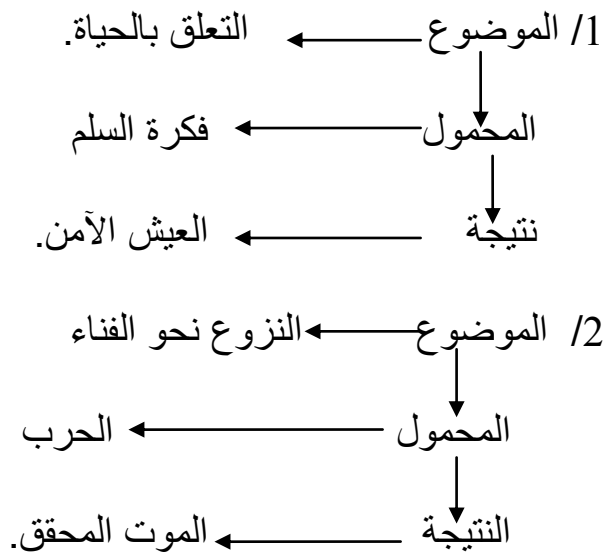 1/ الموضوع التعلق بالحياة.
المحمول فكرة السلم
نتيجة العيش الآمن.
2/ الموضوع النزوع نحو الفناء
المحمول الحرب
النتيجة الموت المحقق.